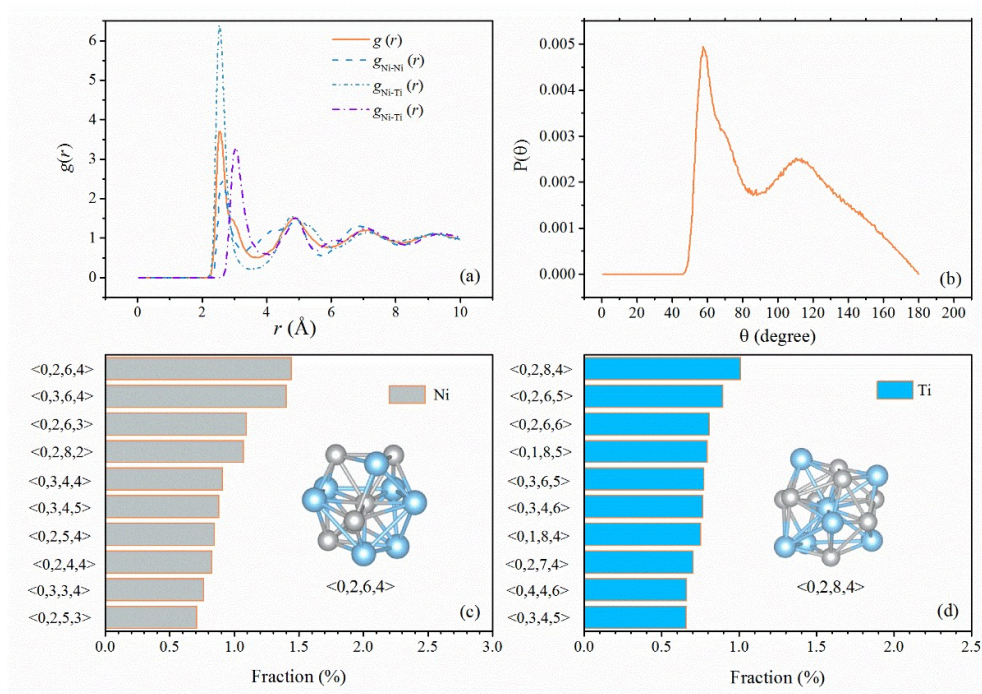 g(r)
6
5
4
3
2
1
0
g (r)
gNi-Ni (r)
gNi-Ti (r)
gNi-Ti (r)
(a)
0 2 4 6 8 10
r (Å)
P(θ)
0.005
0.004
0.003
0.002
0.001
0.000
(b)
0 20 40 60 80 100 120 140 160 180 200
θ (degree)
<0,2,6,4>
<0,3,6,4>
<0,2,6,3>
<0,2,8,2>
<0,3,4,4>
<0,3,4,5>
<0,2,5,4>
<0,2,4,4>
<0,3,3,4>
<0,2,5,3>
Ni
<0,2,6,4>
(c)
0.0 0.5 1.0 1.5 2.0 2.5 3.0
Fraction (%)
<0,2,8,4>
<0,2,6,5>
<0,2,6,6>
<0,1,8,5>
<0,3,6,5>
<0,3,4,6>
<0,1,8,4>
<0,2,7,4>
<0,4,4,6>
<0,3,4,5>
Ti
<0,2,8,4>
(d)
0.0 0.5 1.0 1.5 2.0 2.5
Fraction (%)